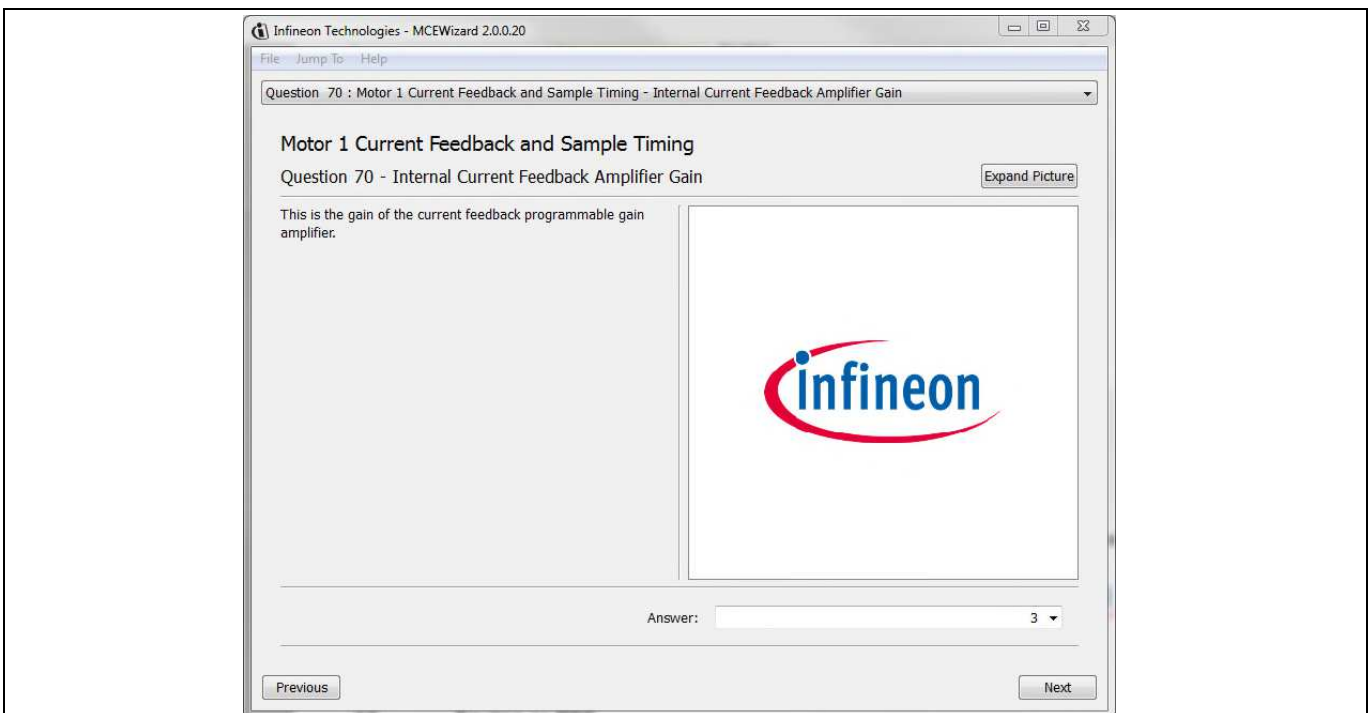 Infineon Technologies - MCEWizard 2.0.0.20
File Jump To Help
Question 70 : Motor 1 Current Feedback and Sample Timing - Internal Current Feedback Amplifier Gain
Motor 1 Current Feedback and Sample Timing
Question 70 - Internal Current Feedback Amplifier Gain
Expand Picture
This is the gain of the current feedback programmable gain
amplifier.
infineon
Answer:
3
Previous
Next